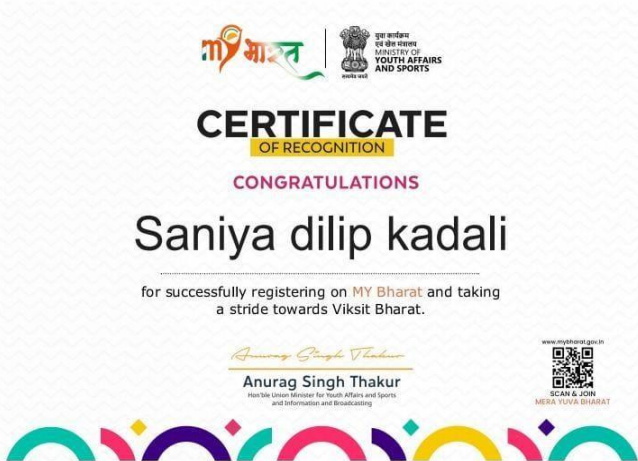 my भारत
युवा कार्यक्रम
एवं खेल मंत्रालय
MINISTRY OF
YOUTH AFFAIRS
AND SPORTS
सत्यमेव जयते
CERTIFICATE
OF RECOGNITION
CONGRATULATIONS
Saniya dilip kadali
for successfully registering on MY Bharat and taking
a stride towards Viksit Bharat.
Anurag Singh Thakur
Anurag Singh Thakur
Hon'ble Union Minister for Youth Affairs and Sports
and Information and Broadcasting
www.mybharat.gov.in
SCAN & JOIN
MERA YUVA BHARAT